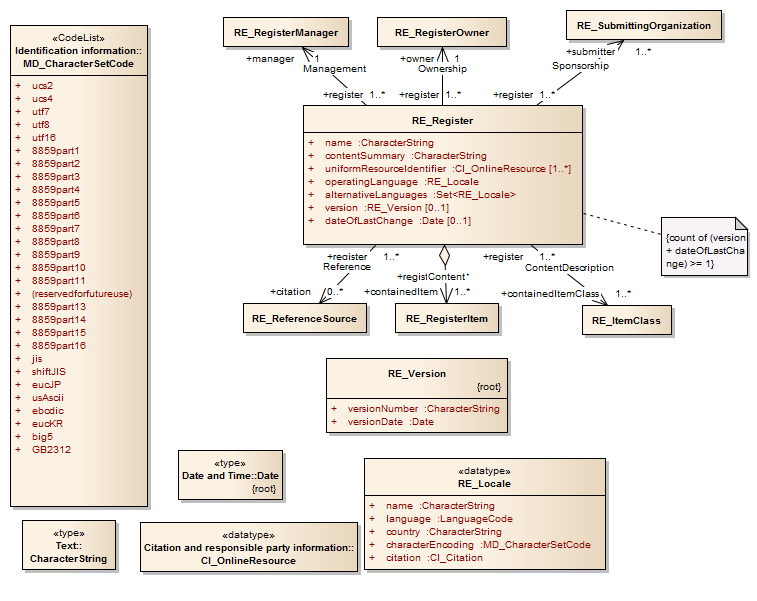 «CodeList»
Identification information::
MD_CharacterSetCode
+ ucs2
+ ucs4
+ utf7
+ utf8
+ utf16
+ 8859part1
+ 8859part2
+ 8859part3
+ 8859part4
+ 8859part5
+ 8859part6
+ 8859part7
+ 8859part8
+ 8859part9
+ 8859part10
+ 8859part11
+ (reservedforfutureuse)
+ 8859part13
+ 8859part14
+ 8859part15
+ 8859part16
+ jis
+ shiftJIS
+ eucJP
+ usAscii
+ ebcdic
+ eucKR
+ big5
+ GB2312
RE_RegisterManager
RE_RegisterOwner
RE_SubmittingOrganization
+manager 1
Management
+register 1..*
+owner 1
Ownership
+register 1..*
+submitter 1..*
Sponsorship
+register 1..*
RE_Register
+ name :CharacterString
+ contentSummary :CharacterString
+ uniformResourceIdentifier :CI_OnlineResource [1..*]
+ operatingLanguage :RE_Locale
+ alternativeLanguages :Set<RE_Locale>
+ version :RE_Version [0..1]
+ dateOfLastChange :Date [0..1]
{count of (version
+ dateOfLastCha
nge) >= 1}
+register 1..*
Reference
+citation 0..*
+registContent*
+containedItem 1..*
+register 1..*
ContentDescription
+containedItemClass 1..*
RE_ReferenceSource
RE_RegisterItem
RE_ItemClass
RE_Version
{root}
+ versionNumber :CharacterString
+ versionDate :Date
«type»
Date and Time::Date
{root}
«datatype»
RE_Locale
+ name :CharacterString
+ language :LanguageCode
+ country :CharacterString
+ characterEncoding :MD_CharacterSetCode
+ citation :CI_Citation
«type»
Text::
CharacterString
«datatype»
Citation and responsible party information::
CI_OnlineResource